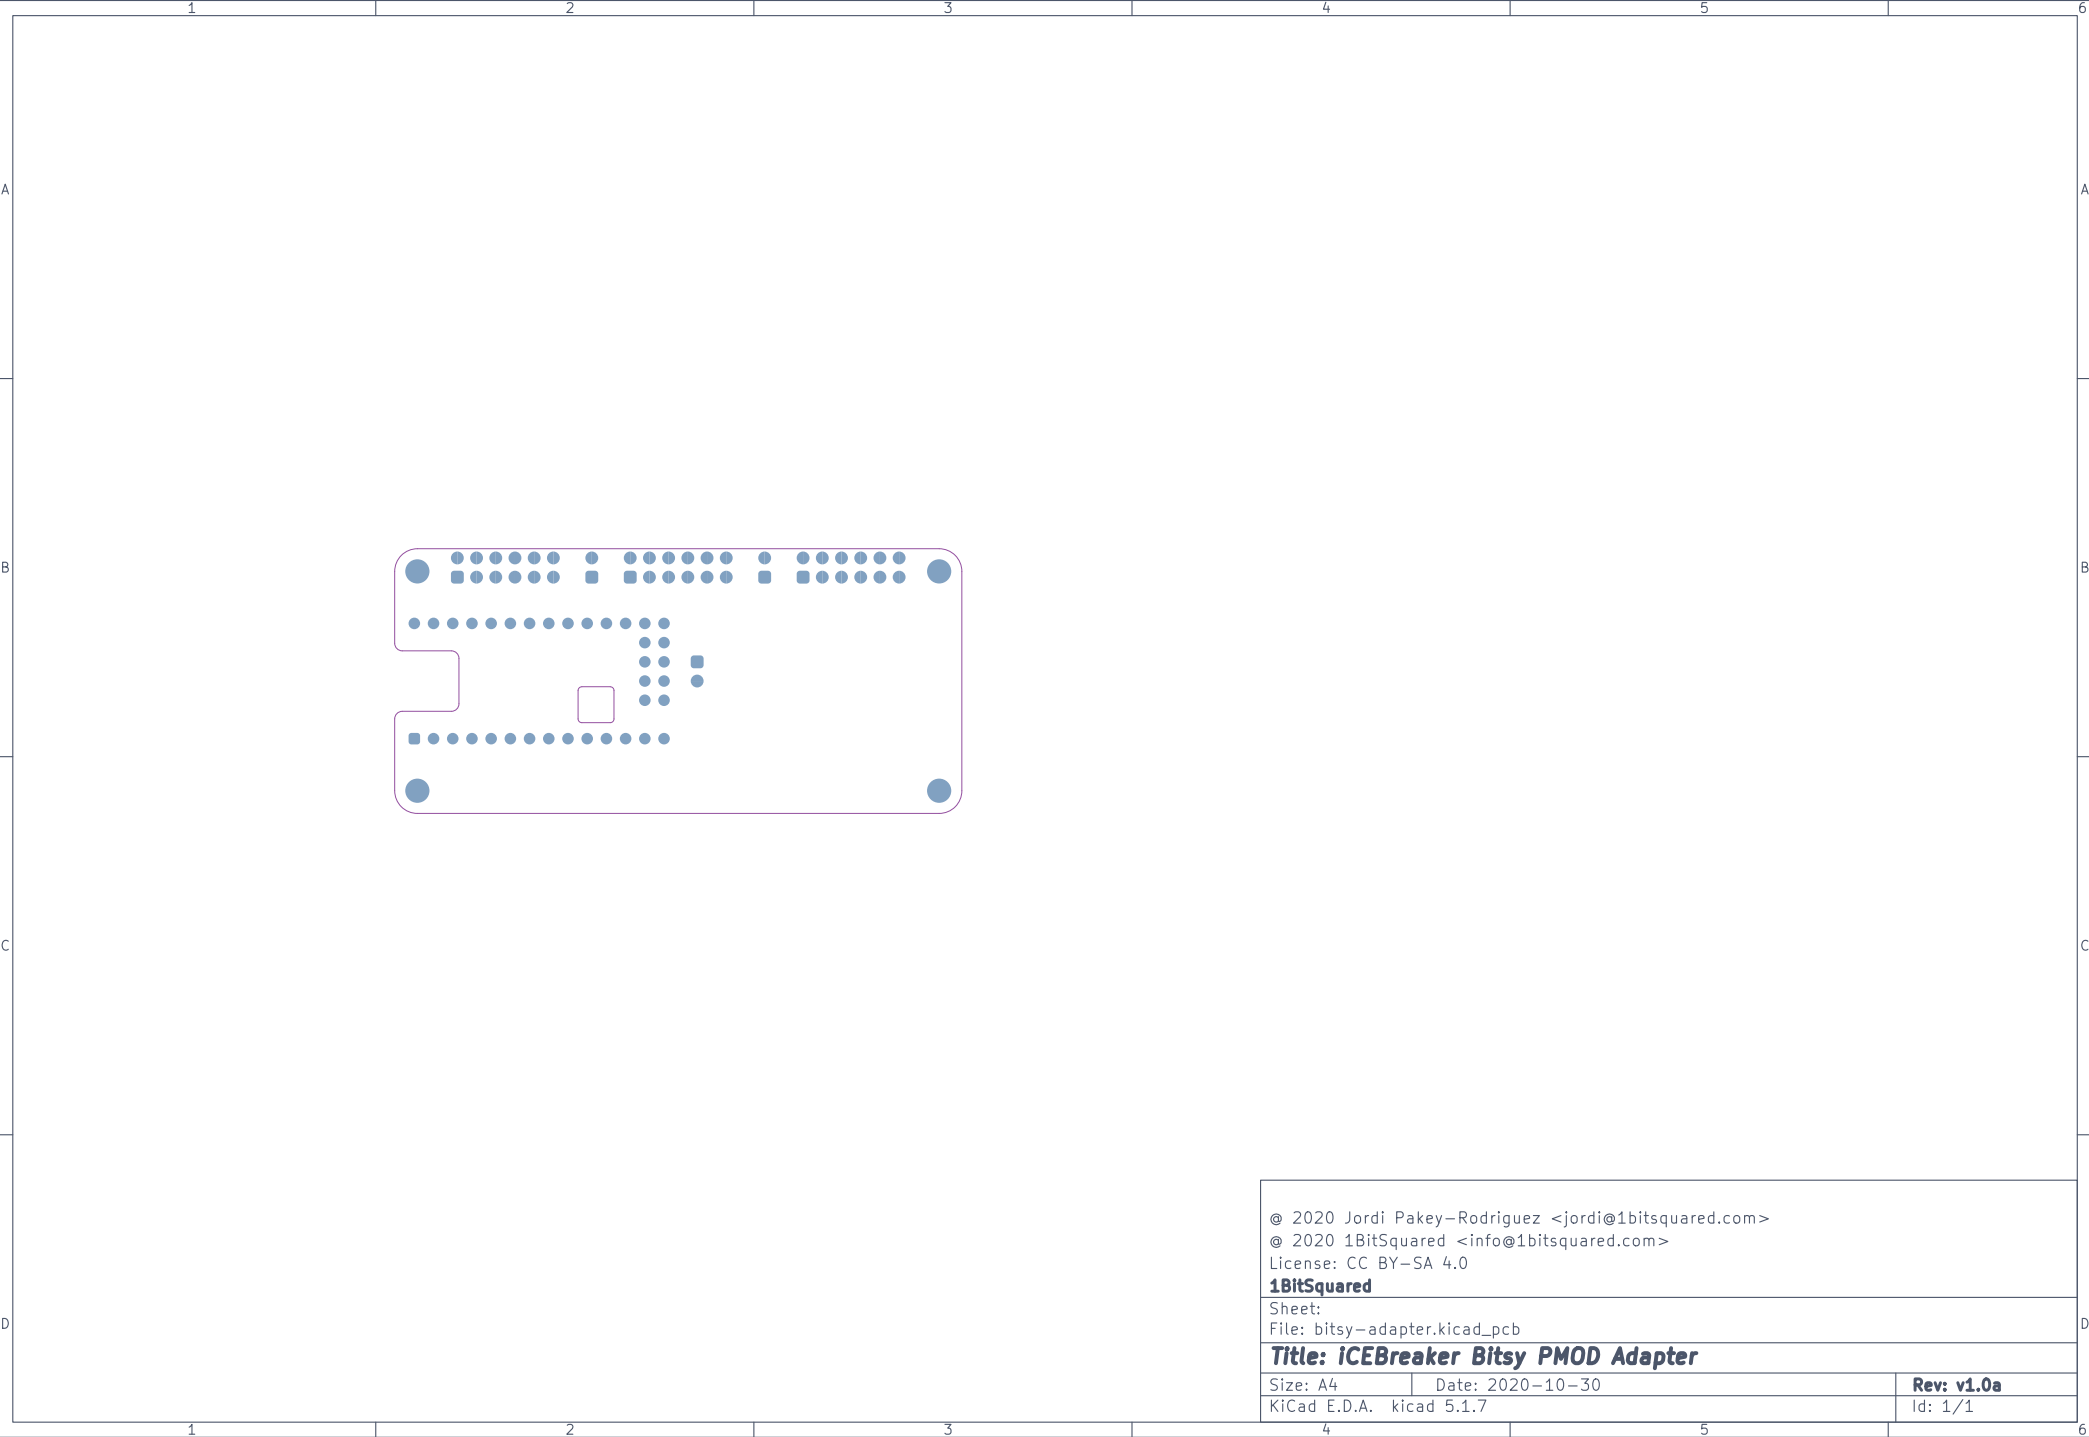 1 2 3 4 5 6
A A
B B
C C
@ 2020 Jordi Pakey-Rodriguez <jordi@1bitsquared.com>
@ 2020 1BitSquared <info@1bitsquared.com>
License: CC BY-SA 4.0
1BitSquared
Sheet:
D D
File: bitsy-adapter.kicad_pcb
Title: iCEBreaker Bitsy PMOD Adapter
Size: A4 Date: 2020-10-30 Rev: v1.0a
KiCad E.D.A. kicad 5.1.7 Id: 1/1
1 2 3 4 5 6